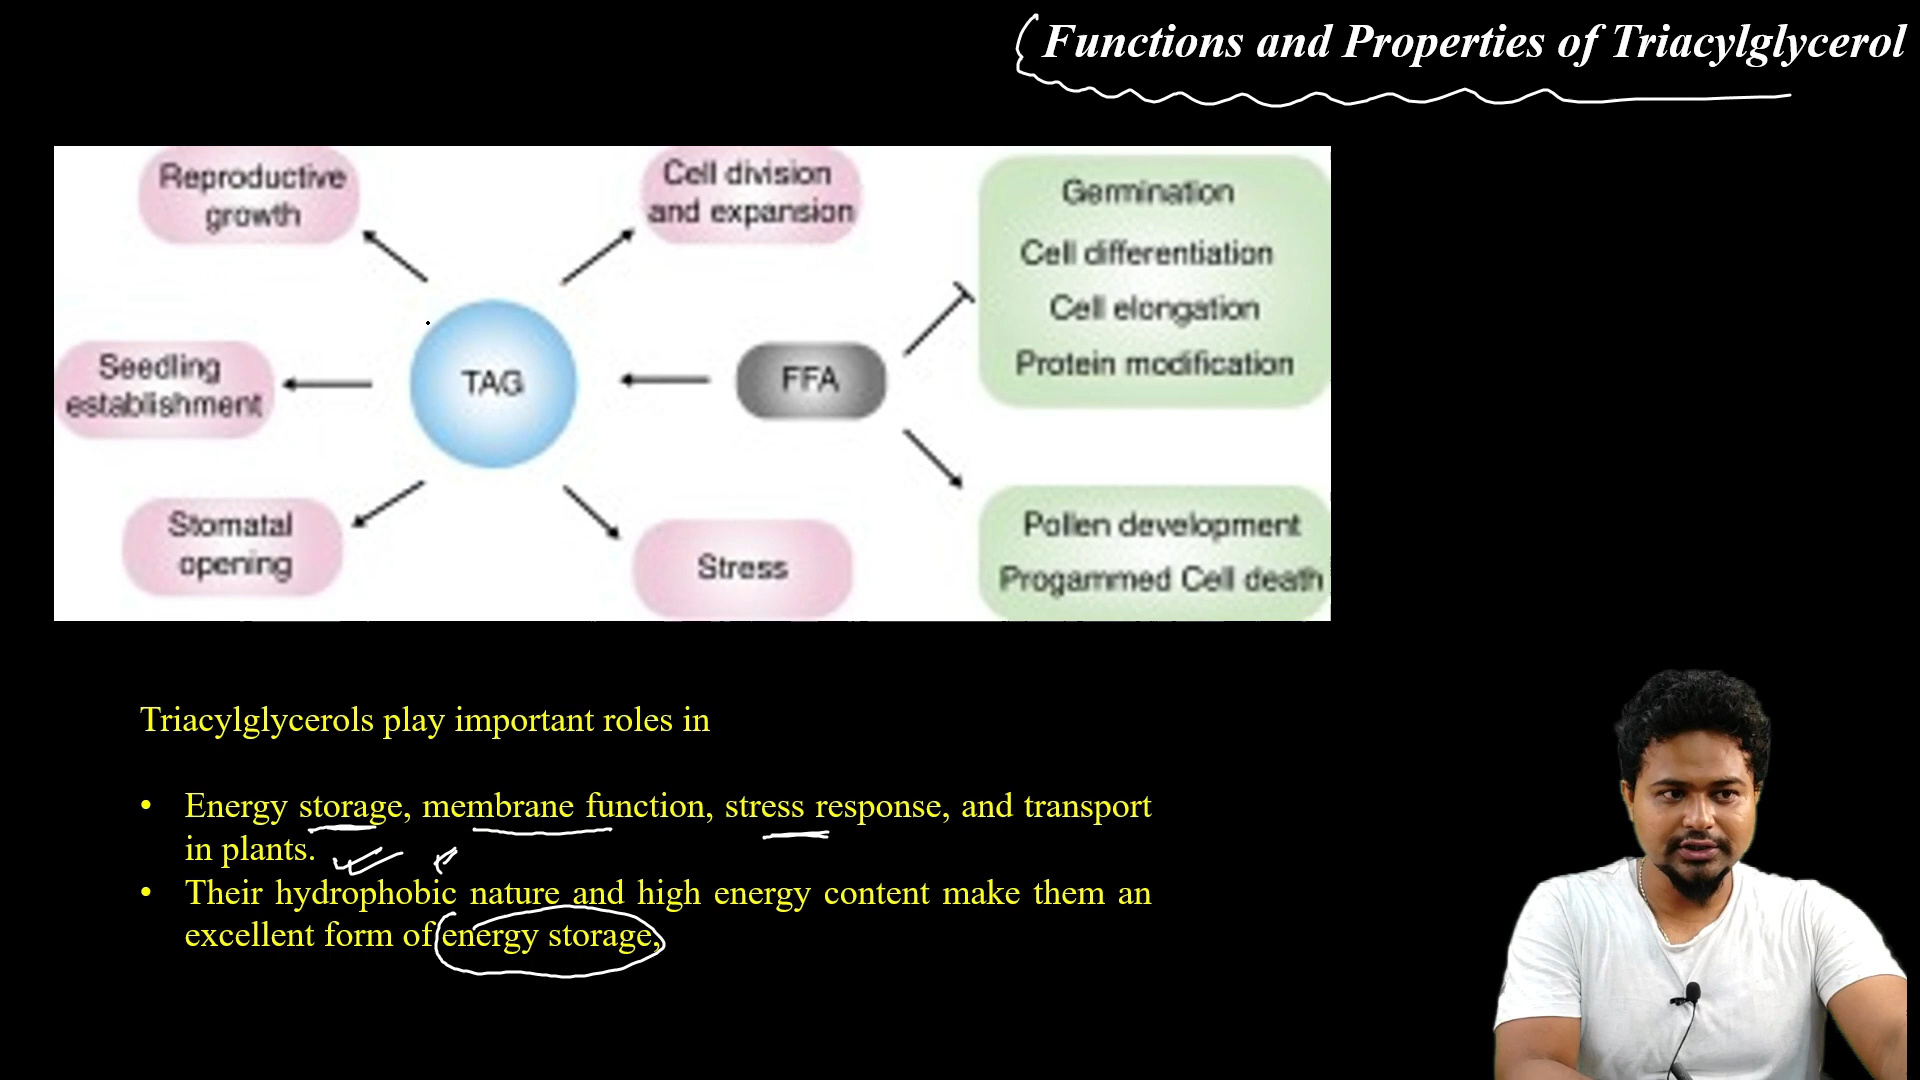 Functions and Properties of Triacylglycerol
Reproductive
growth
Cell division
and expansion
Seedling
establishment
TAG
FFA
Stomatal
opening
Stress
Germination
Cell differentiation
Cell elongation
Protein modification
Pollen development
Progammed Cell death
Triacylglycerols play important roles in
• Energy storage, membrane function, stress response, and transport
in plants.
• Their hydrophobic nature and high energy content make them an
excellent form of energy storage,